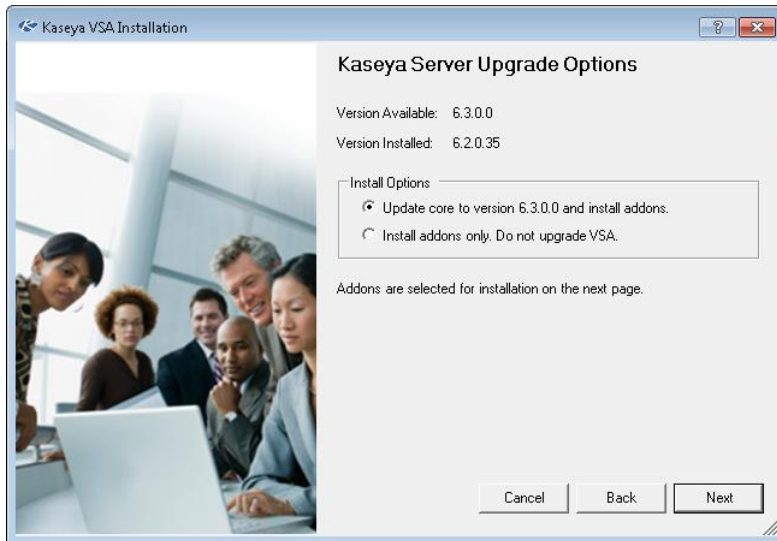 Kaseya VSA Installation
Kaseya Server Upgrade Options
Version Available: 6.3.0.0
Version Installed: 6.2.0.35
Install Options
Update core to version 6.3.0.0 and install addons.
Install addons only. Do not upgrade VSA.
Addons are selected for installation on the next page.
Cancel Back Next